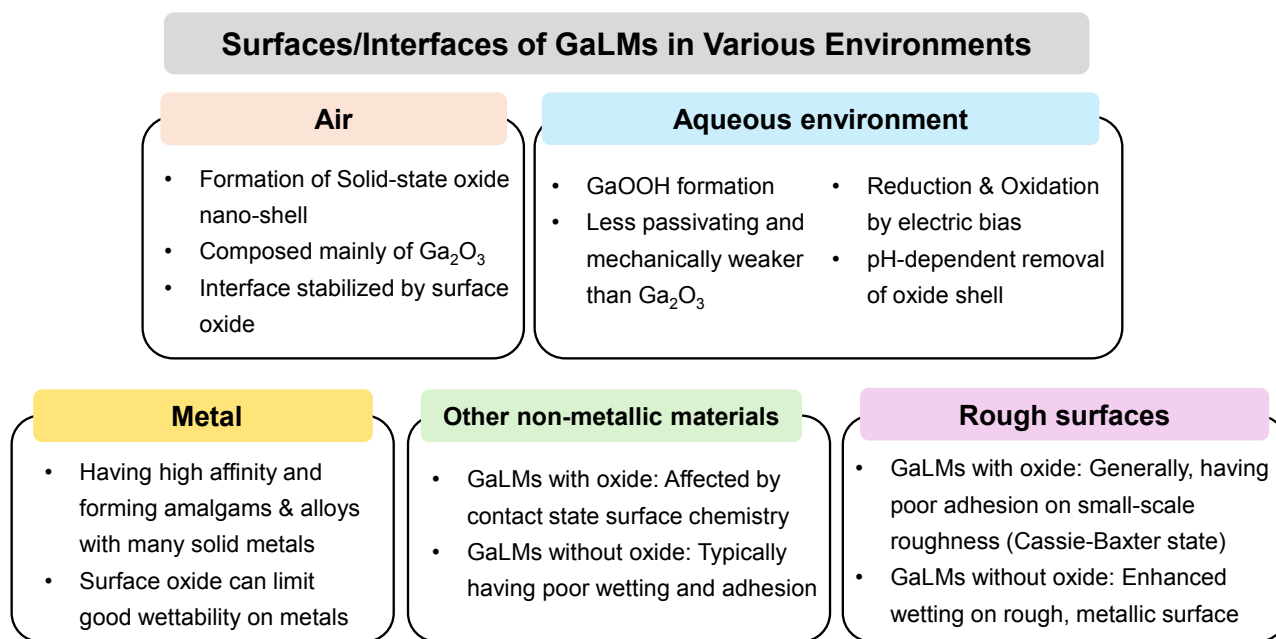 Surfaces/Interfaces of GaLMs in Various Environments
Air
• Formation of Solid-state oxide
nano-shell
• Composed mainly of Ga₂O₃
• Interface stabilized by surface
oxide
Aqueous environment
• GaOOH formation
• Less passivating and
mechanically weaker
than Ga₂O₃
• Reduction & Oxidation
by electric bias
• pH-dependent removal
of oxide shell
Metal
• Having high affinity and
forming amalgams & alloys
with many solid metals
• Surface oxide can limit
good wettability on metals
Other non-metallic materials
• GaLMs with oxide: Affected by
contact state surface chemistry
• GaLMs without oxide: Typically
having poor wetting and adhesion
Rough surfaces
• GaLMs with oxide: Generally, having
poor adhesion on small-scale
roughness (Cassie-Baxter state)
• GaLMs without oxide: Enhanced
wetting on rough, metallic surface